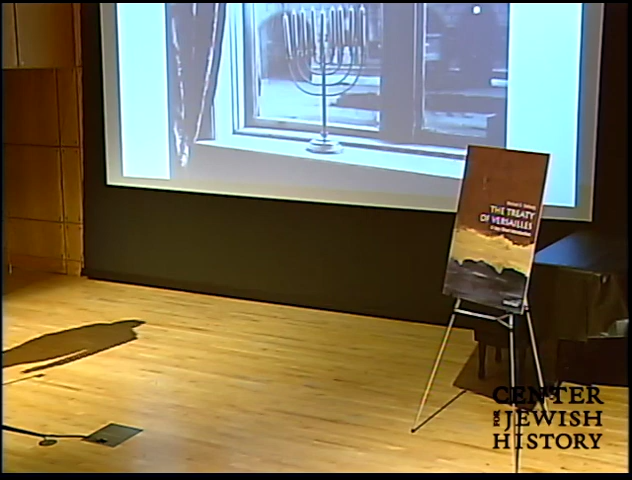 THE TREATY
OF VERSAILLES
CENTER
FOR JEWISH
HISTORY